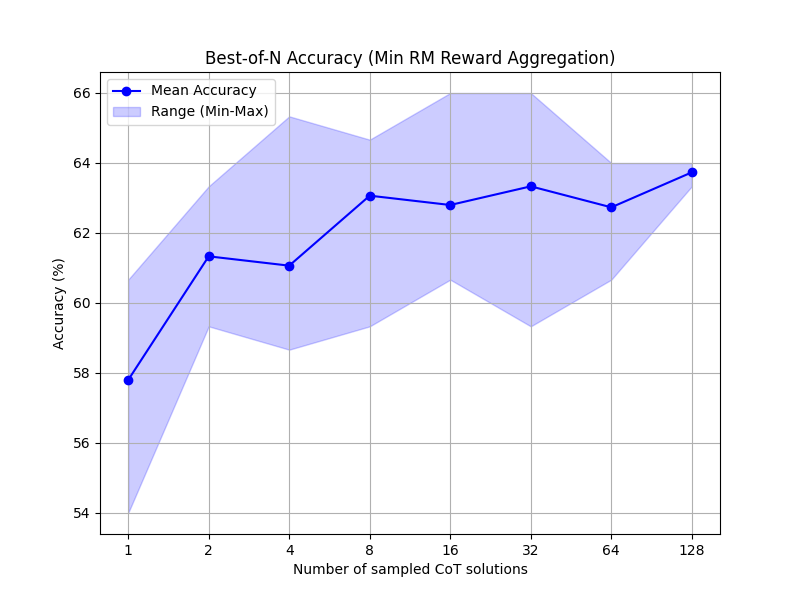 Best-of-N Accuracy (Min RM Reward Aggregation)
Mean Accuracy
Range (Min-Max)
Accuracy (%)
66
64
62
60
58
56
54
1 2 4 8 16 32 64 128
Number of sampled CoT solutions